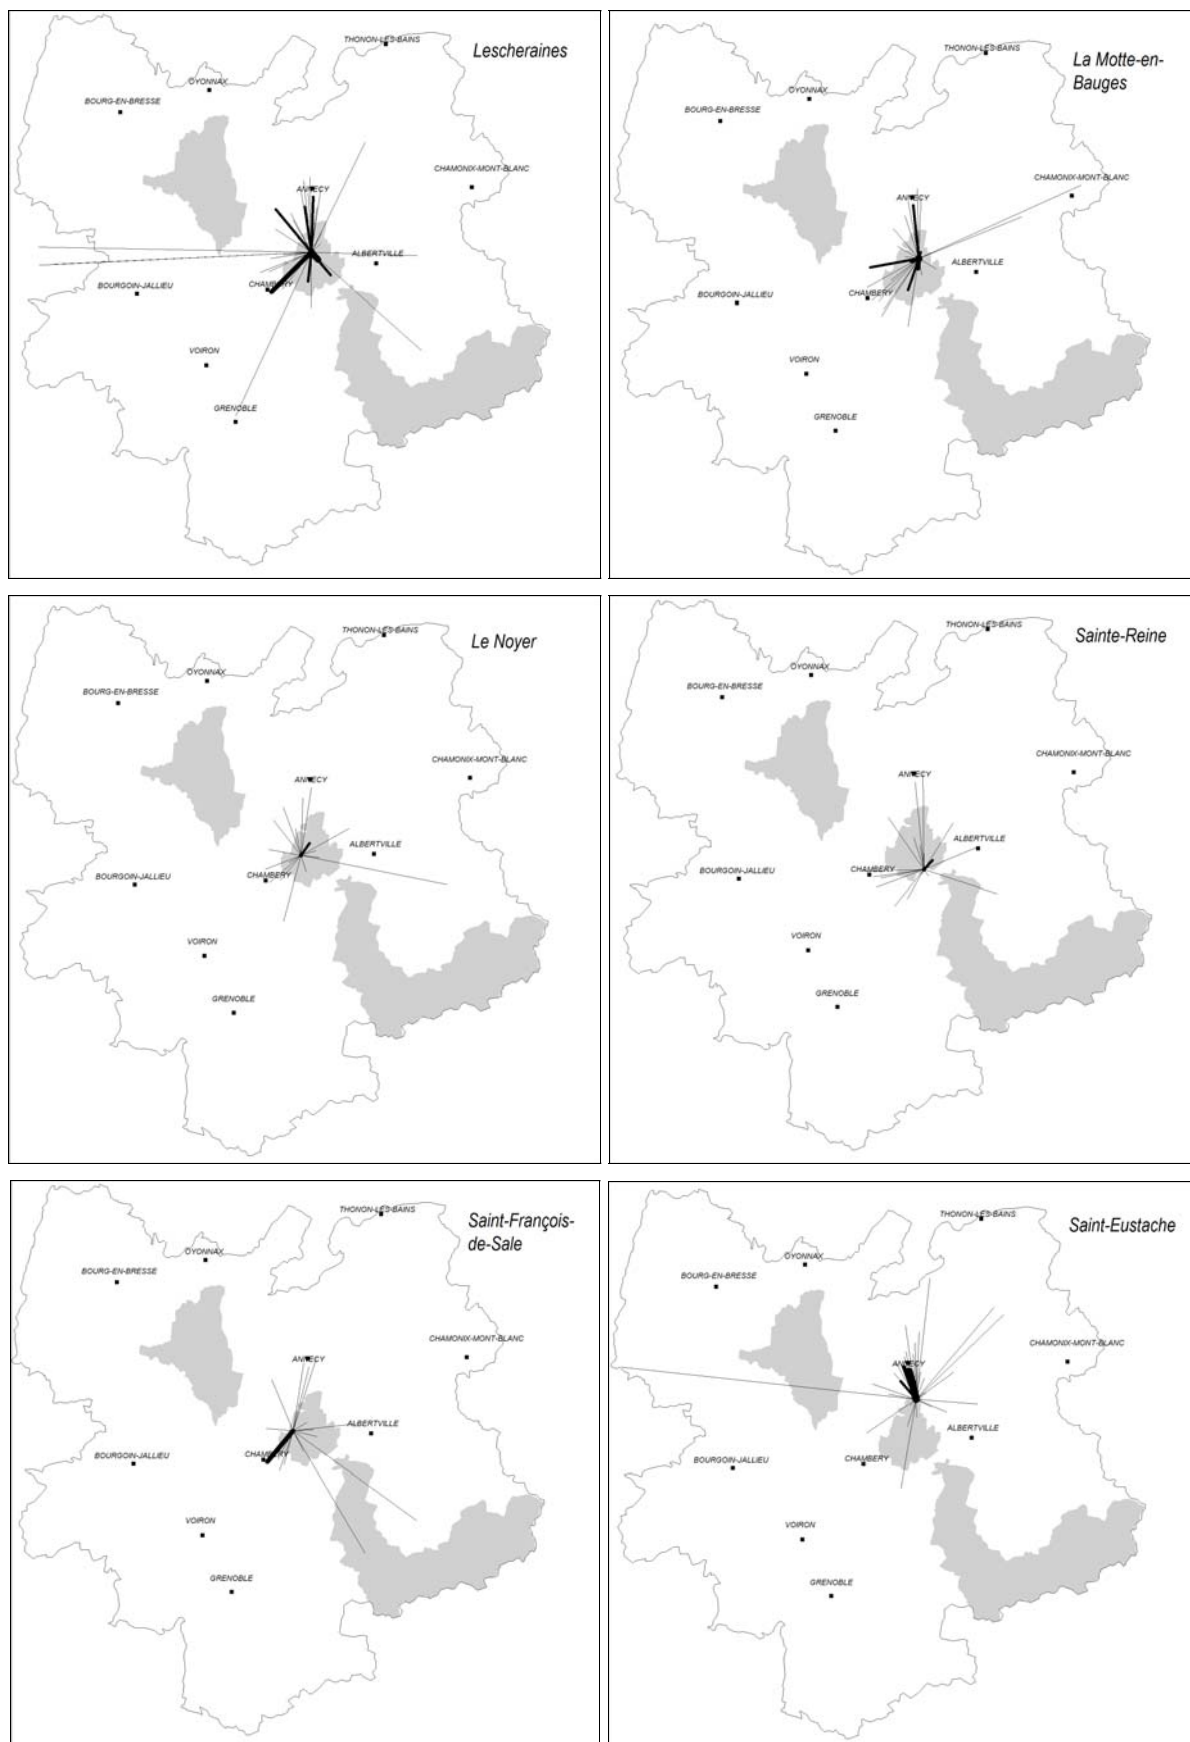 THONON-LES-BAINS
Lescheraines
OYONNAX
BOURG-EN-BRESSE
CHAMONIX-MONT-BLANC
ANNECY
ALBERTVILLE
BOURGOIN-JALLIEU
CHAMBERY
VOIRON
GRENOBLE
THONON-LES-BAINS
La Motte-en-
Bauges
OYONNAX
BOURG-EN-BRESSE
CHAMONIX-MONT-BLANC
ANNECY
ALBERTVILLE
BOURGOIN-JALLIEU
CHAMBERY
VOIRON
GRENOBLE
THONON-LES-BAINS
Le Noyer
OYONNAX
BOURG-EN-BRESSE
CHAMONIX-MONT-BLANC
ANNECY
ALBERTVILLE
BOURGOIN-JALLIEU
CHAMBERY
VOIRON
GRENOBLE
THONON-LES-BAINS
Sainte-Reine
OYONNAX
BOURG-EN-BRESSE
CHAMONIX-MONT-BLANC
ANNECY
ALBERTVILLE
BOURGOIN-JALLIEU
CHAMBERY
VOIRON
GRENOBLE
THONON-LES-BAINS
Saint-François-
de-Sale
OYONNAX
BOURG-EN-BRESSE
CHAMONIX-MONT-BLANC
ANNECY
ALBERTVILLE
BOURGOIN-JALLIEU
CHAMBERY
VOIRON
GRENOBLE
THONON-LES-BAINS
Saint-Eustache
OYONNAX
BOURG-EN-BRESSE
CHAMONIX-MONT-BLANC
ANNECY
ALBERTVILLE
BOURGOIN-JALLIEU
CHAMBERY
VOIRON
GRENOBLE